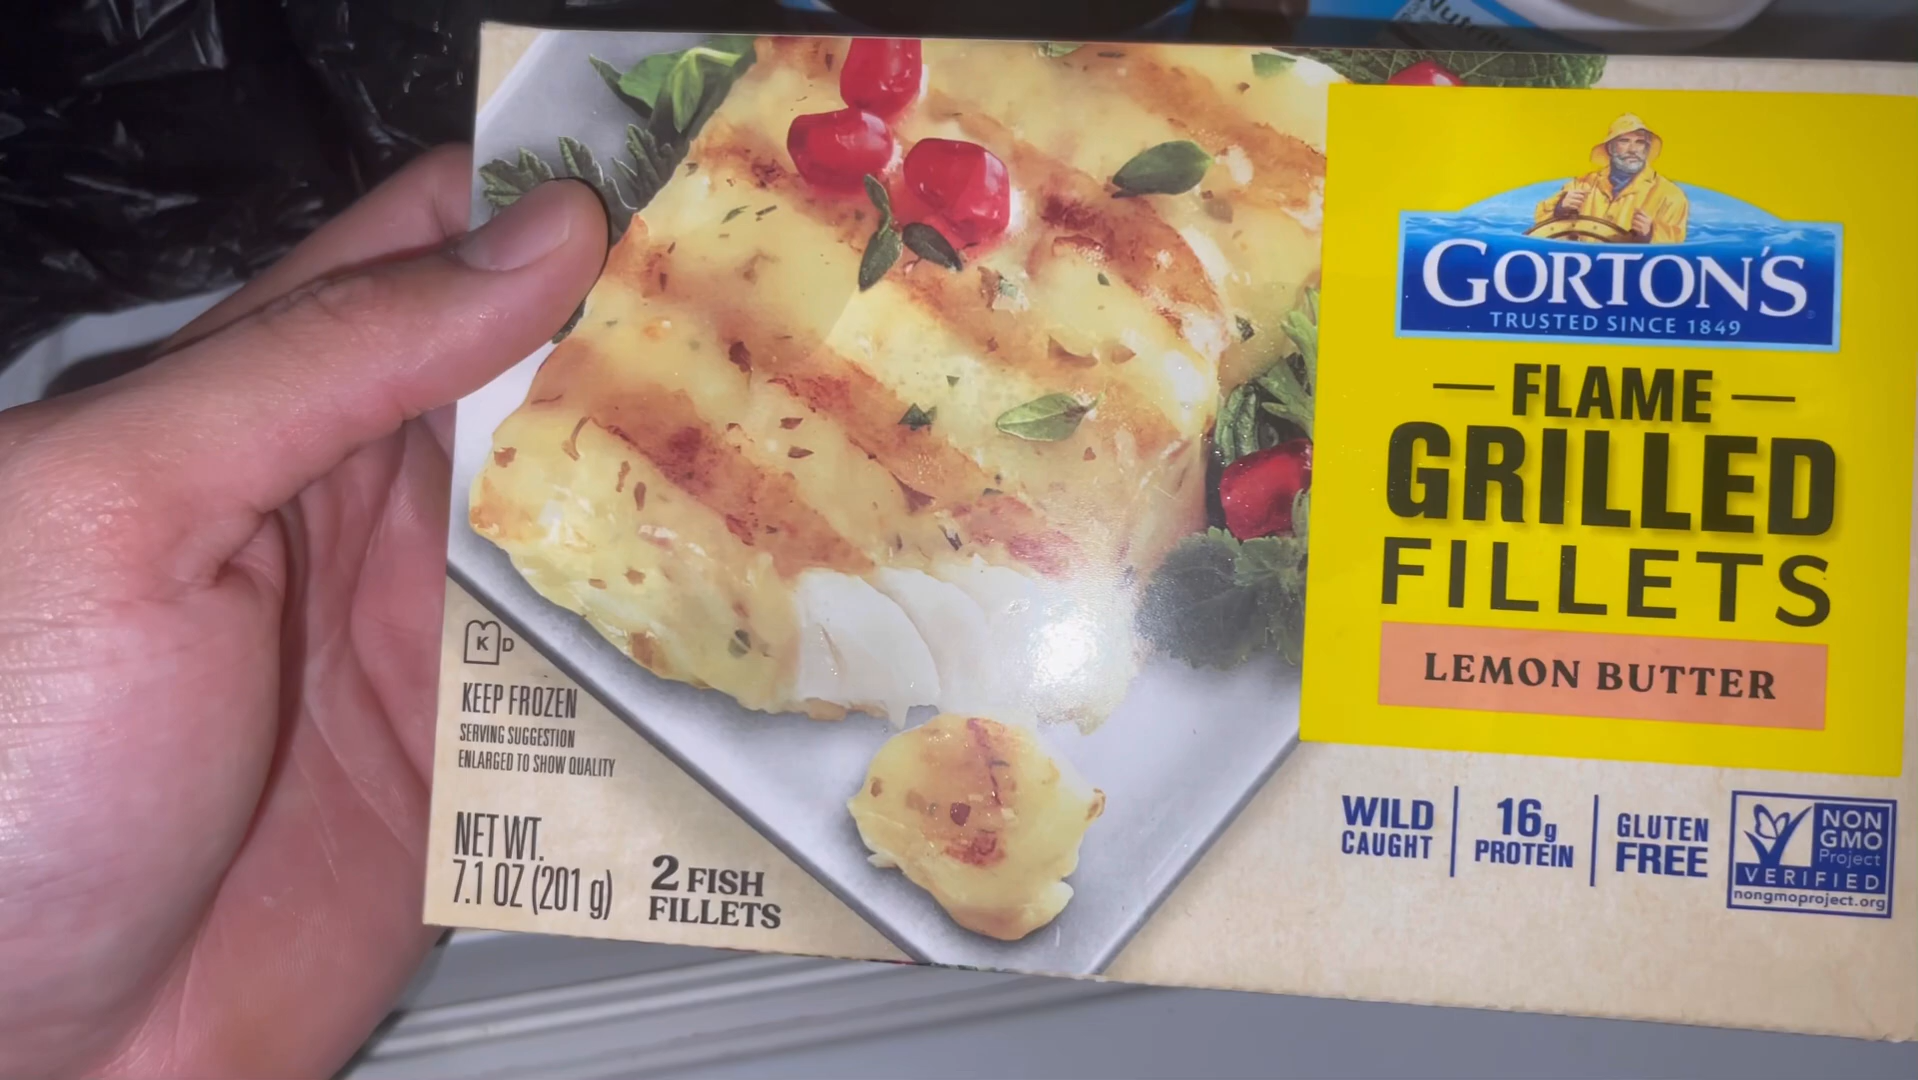 GORTON'S
TRUSTED SINCE 1849
FLAME
GRILLED
FILLETS
LEMON BUTTER
K D
KEEP FROZEN
SERVING SUGGESTION
ENLARGED TO SHOW QUALITY
NET WT.
7.1 OZ (201 g)
2 FISH
FILLETS
WILD
CAUGHT
16g
PROTEIN
GLUTEN
FREE
NON
GMO
Project
VERIFIED
nongmoproject.org